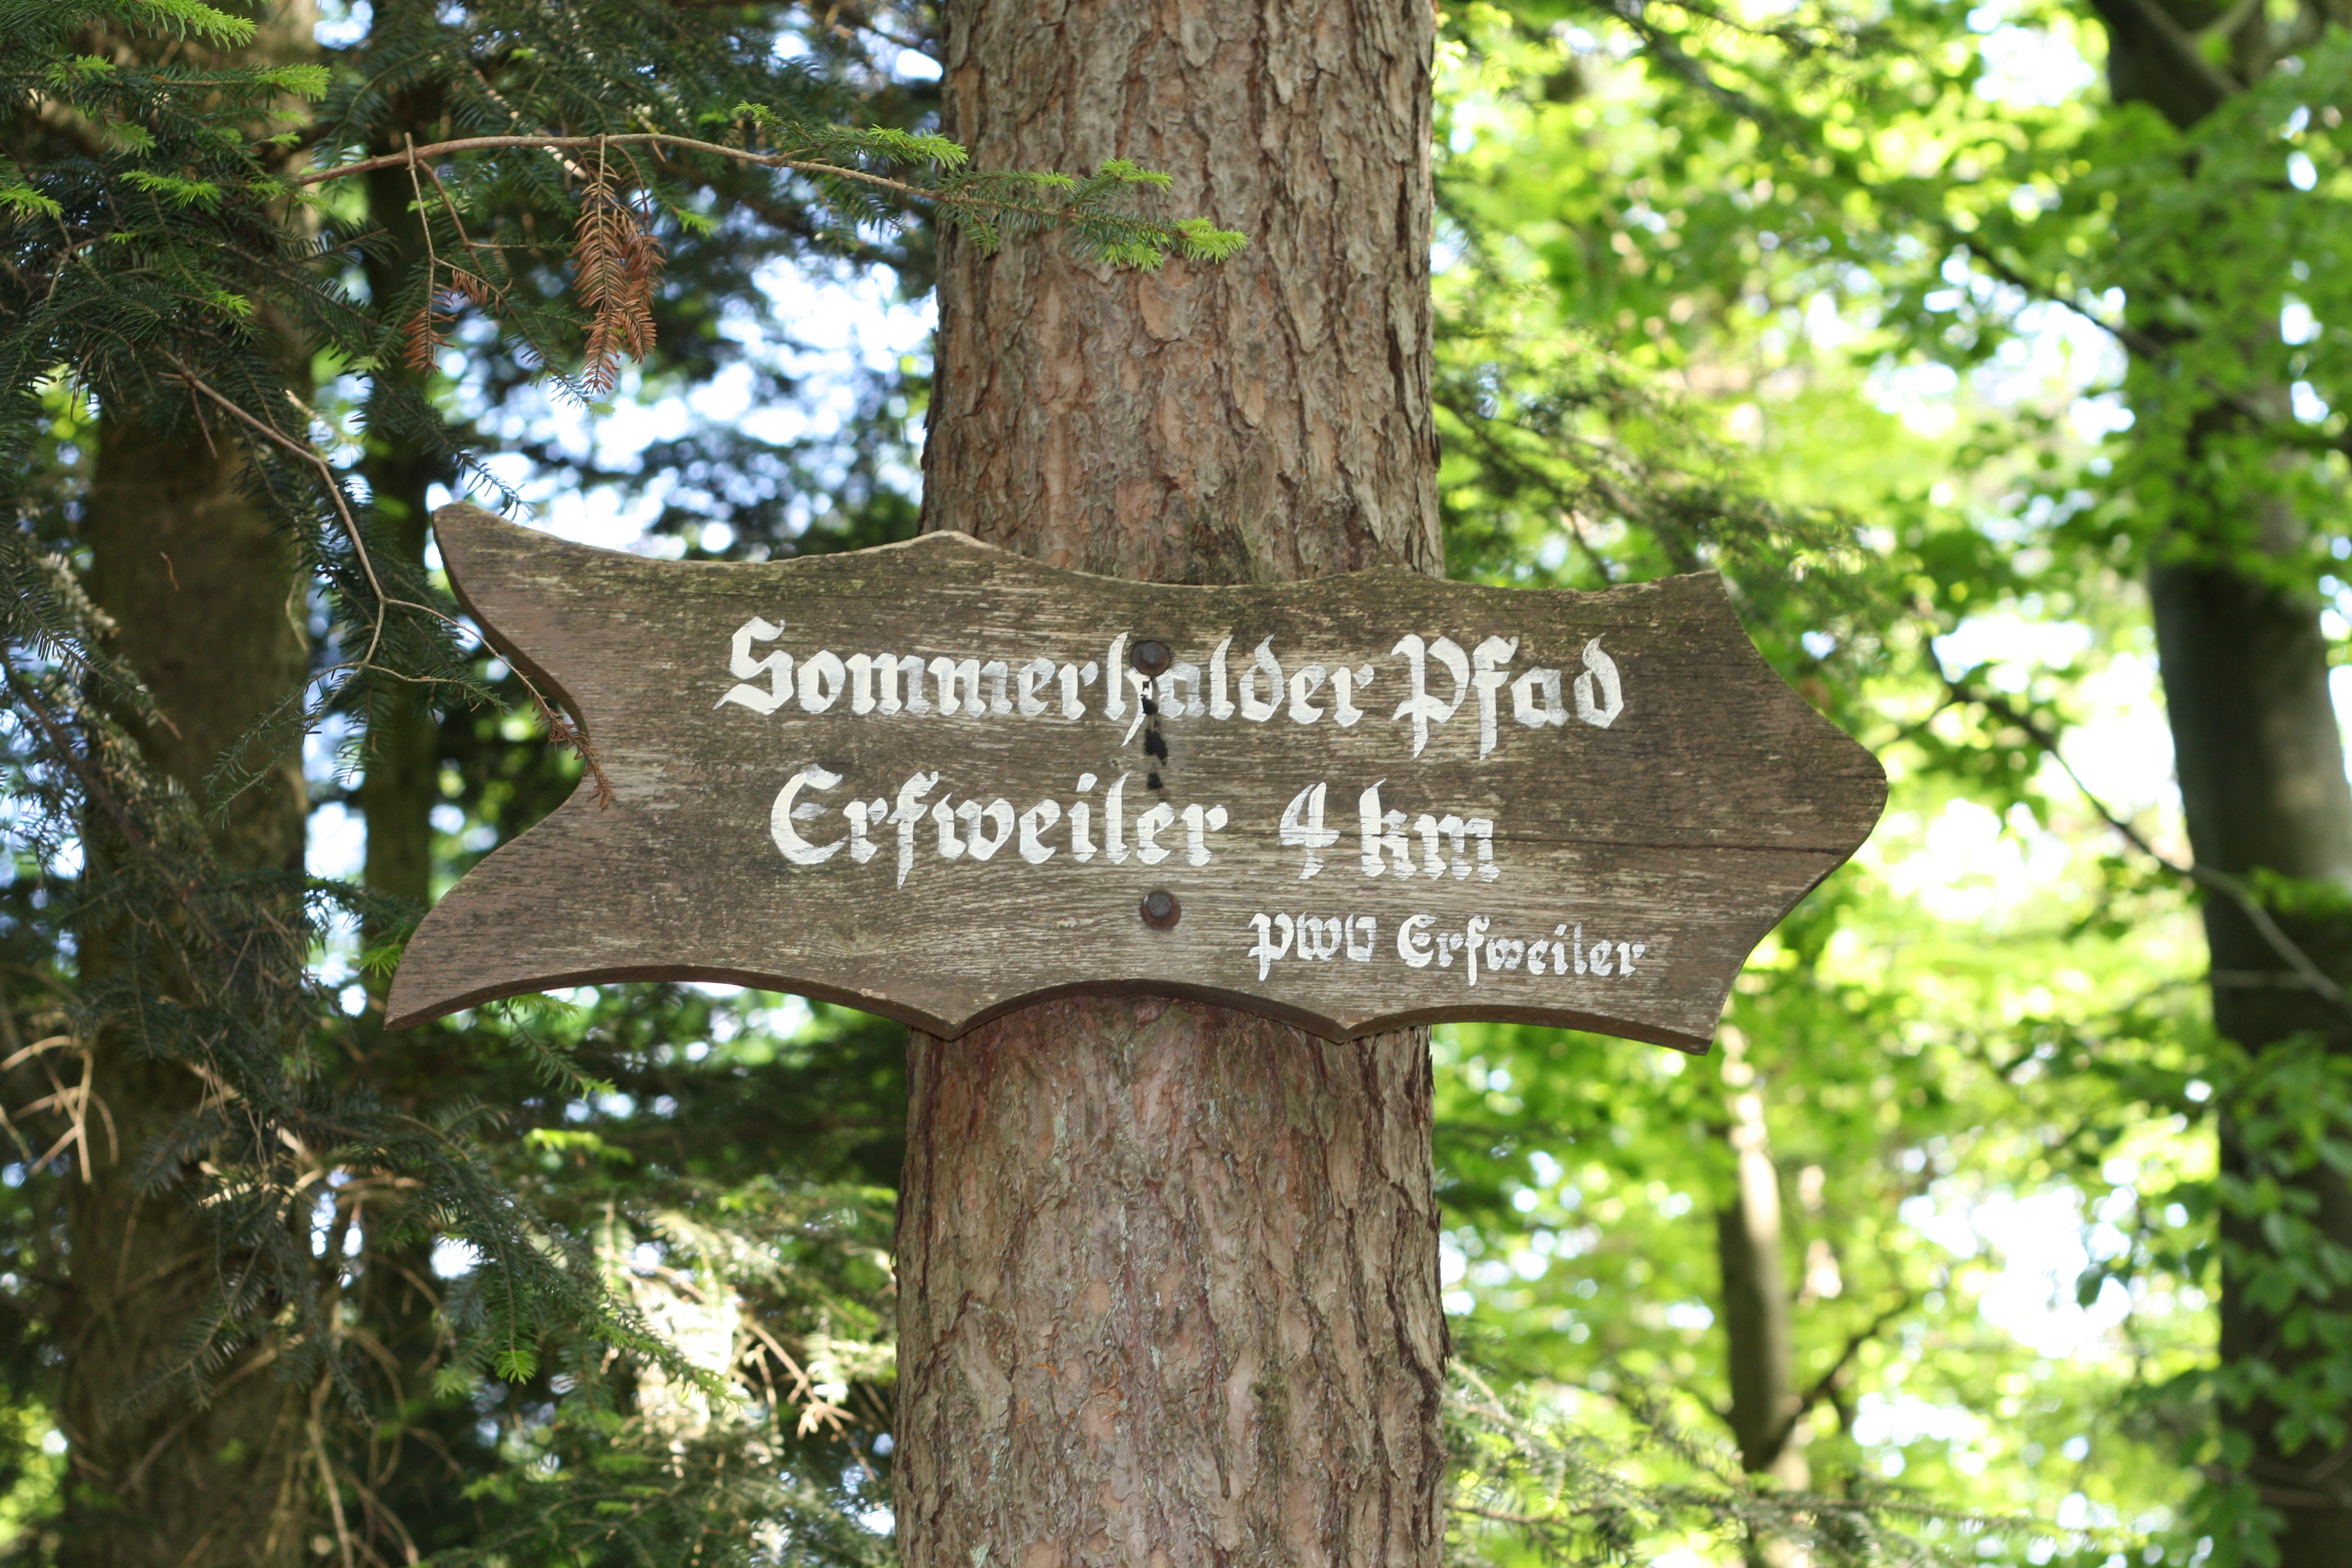 Sommerhalder Pfad
Erfweiler 4 km
PWV Erfweiler